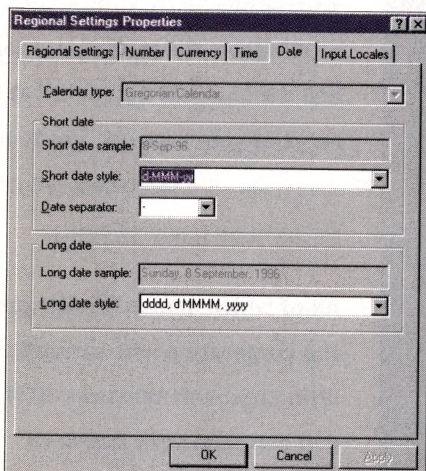 Regional Settings Properties
Regional Settings Number Currency Time Date Input Locales
Calendar type: Gregorian Calendar
Short date
Short date sample: 8-Sep-96
Short date style: d-MMM-yy
Date separator: -
Long date
Long date sample: Sunday, 8 September, 1996
Long date style: dddd, d MMMM, yyyy
OK Cancel Apply